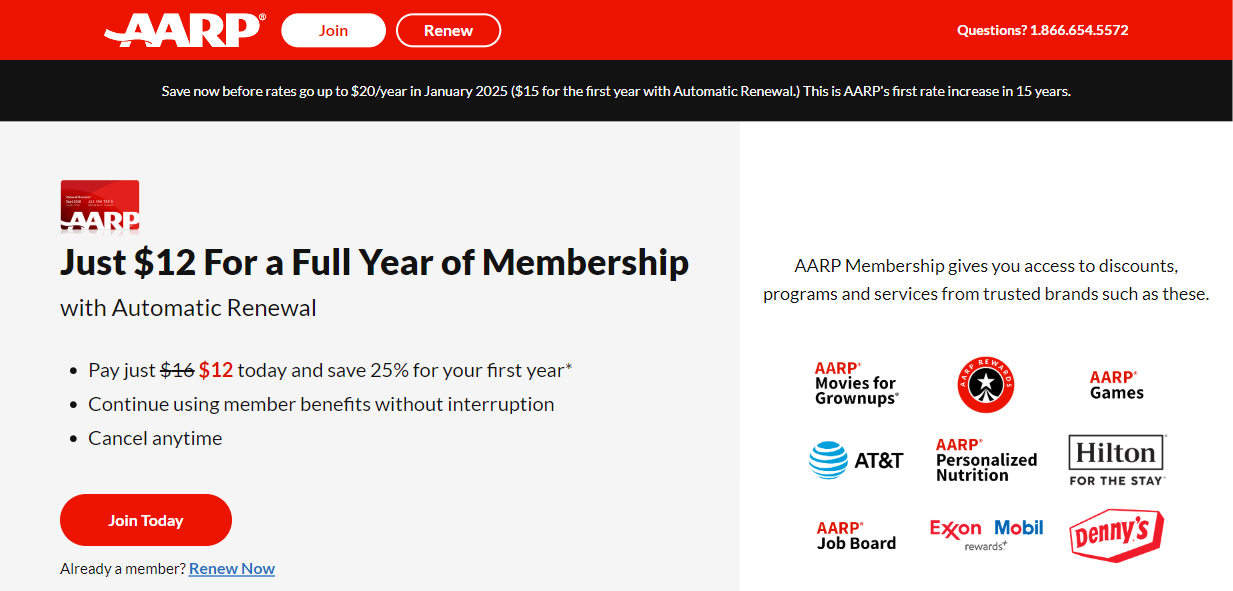 AARP®
Join
Renew
Questions? 1.866.654.5572
Save now before rates go up to $20/year in January 2025 ($15 for the first year with Automatic Renewal.) This is AARP's first rate increase in 15 years.
AARP
Just $12 For a Full Year of Membership
with Automatic Renewal
• Pay just $16 $12 today and save 25% for your first year*
• Continue using member benefits without interruption
• Cancel anytime
Join Today
Already a member? Renew Now
AARP Membership gives you access to discounts,
programs and services from trusted brands such as these.
AARP®
Movies for
Grownups®
AARP REWARDS
AARP®
Games
AT&T
AARP®
Personalized
Nutrition
Hilton
FOR THE STAY™
AARP®
Job Board
Exxon Mobil
rewards+
Denny's